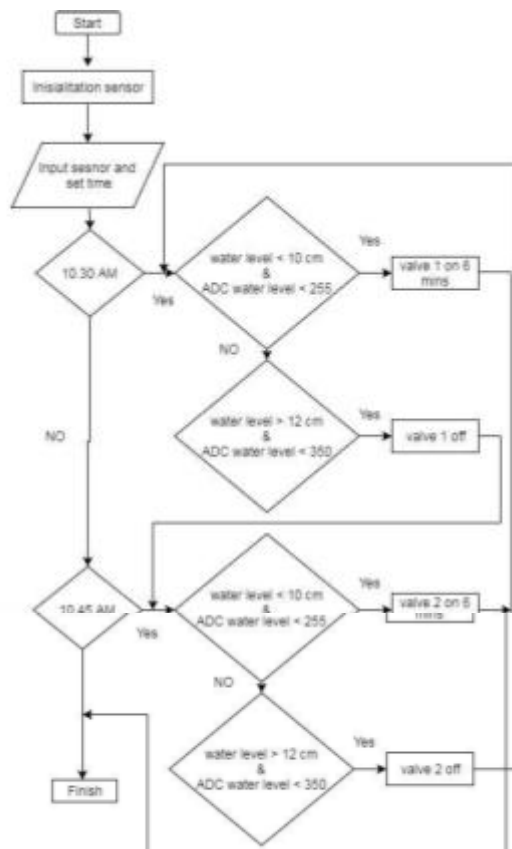 Start
Inisialitation sensor
Input sesnor and
set time
10.30 AM
Yes
water level < 10 cm
&
ADC water level < 255
Yes
valve 1 on 6
mins
NO
water level > 12 cm
&
ADC water level < 350
Yes
valve 1 off
NO
10.45 AM
Yes
water level < 10 cm
&
ADC water level < 255
Yes
valve 2 on 6
mins
NO
water level > 12 cm
&
ADC water level < 350
Yes
valve 2 off
Finish